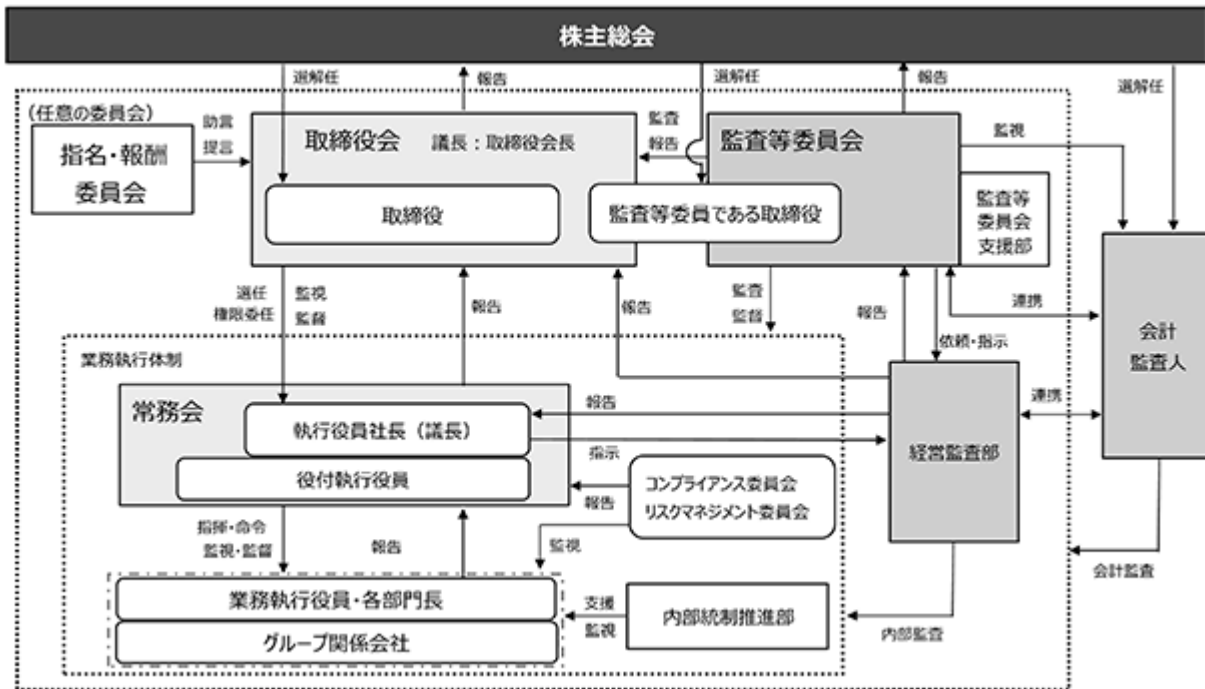 株主総会
選解任
報告
選解任
報告
選解任
(任意の委員会)
指名・報酬
委員会
助言
提言
取締役会
議長：取締役会長
取締役
監査
報告
監査等委員会
監査等委員である取締役
監査等
委員会
支援部
監視
会計
監査人
選任
権限委任
監視
監督
報告
報告
監査
監督
報告
依頼・指示
連携
業務執行体制
常務会
執行役員社長（議長）
役付執行役員
報告
指示
経営監査部
連携
コンプライアンス委員会
リスクマネジメント委員会
報告
監視
指揮・命令
監視・監督
報告
業務執行役員・各部門長
グループ関係会社
支援
監視
内部統制推進部
内部監査
会計監査